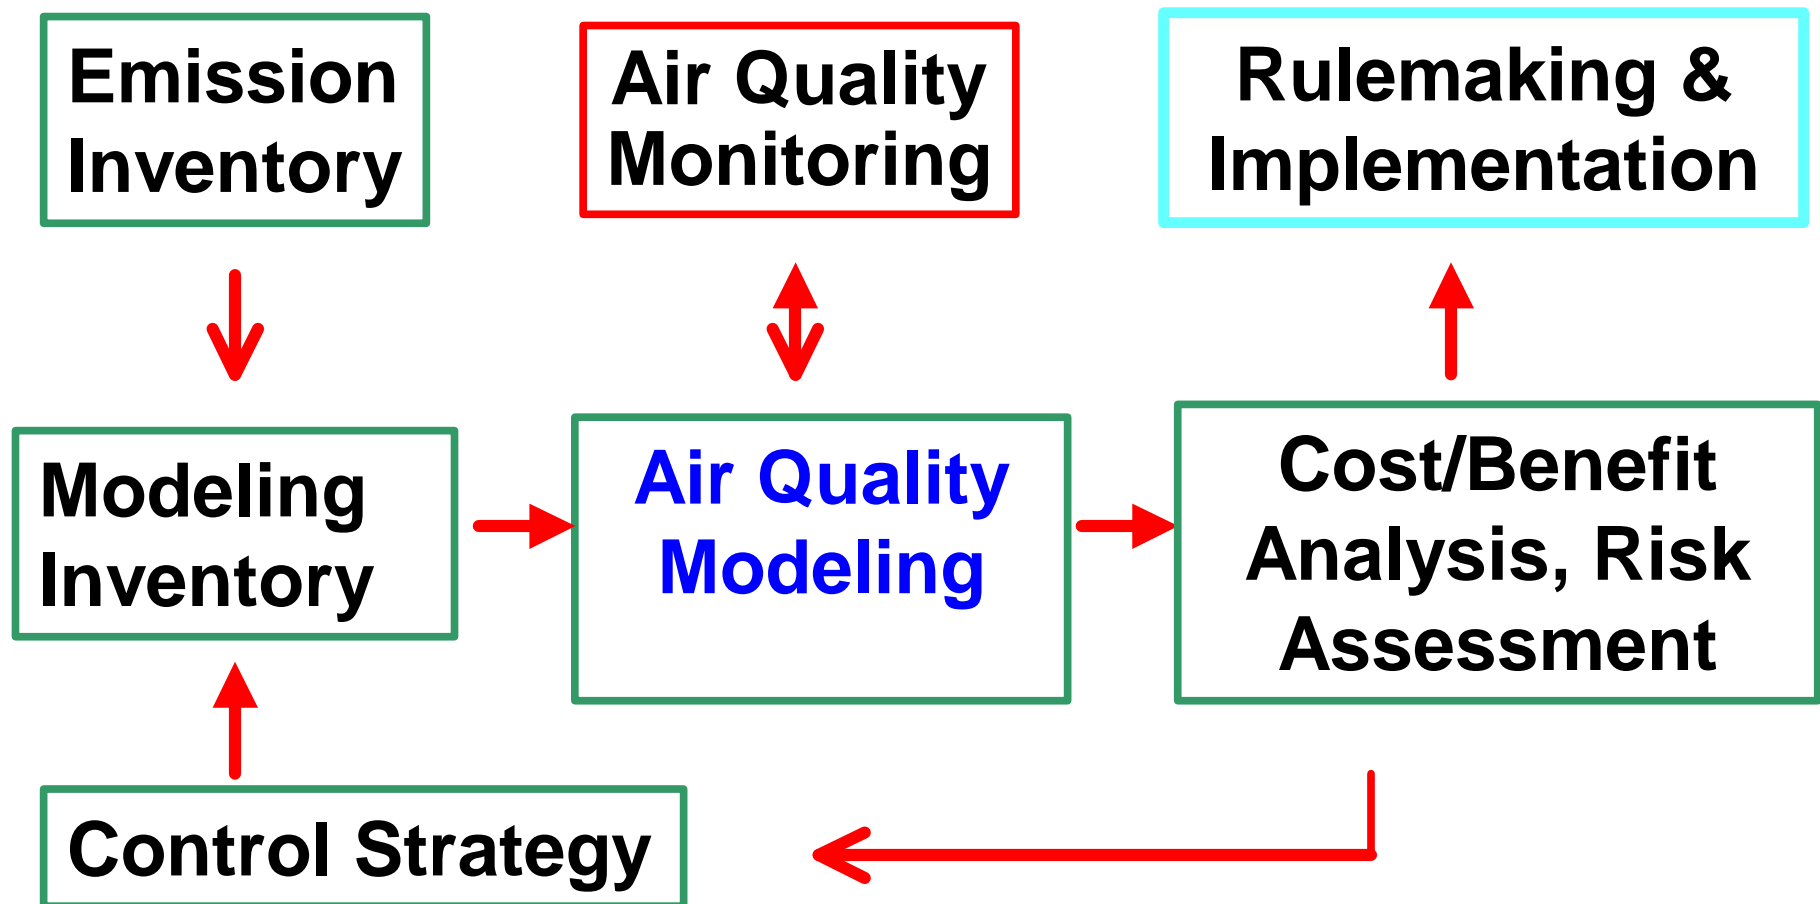 Emission
Inventory
Air Quality
Monitoring
Rulemaking &
Implementation
Modeling
Inventory
Air Quality
Modeling
Cost/Benefit
Analysis, Risk
Assessment
Control Strategy